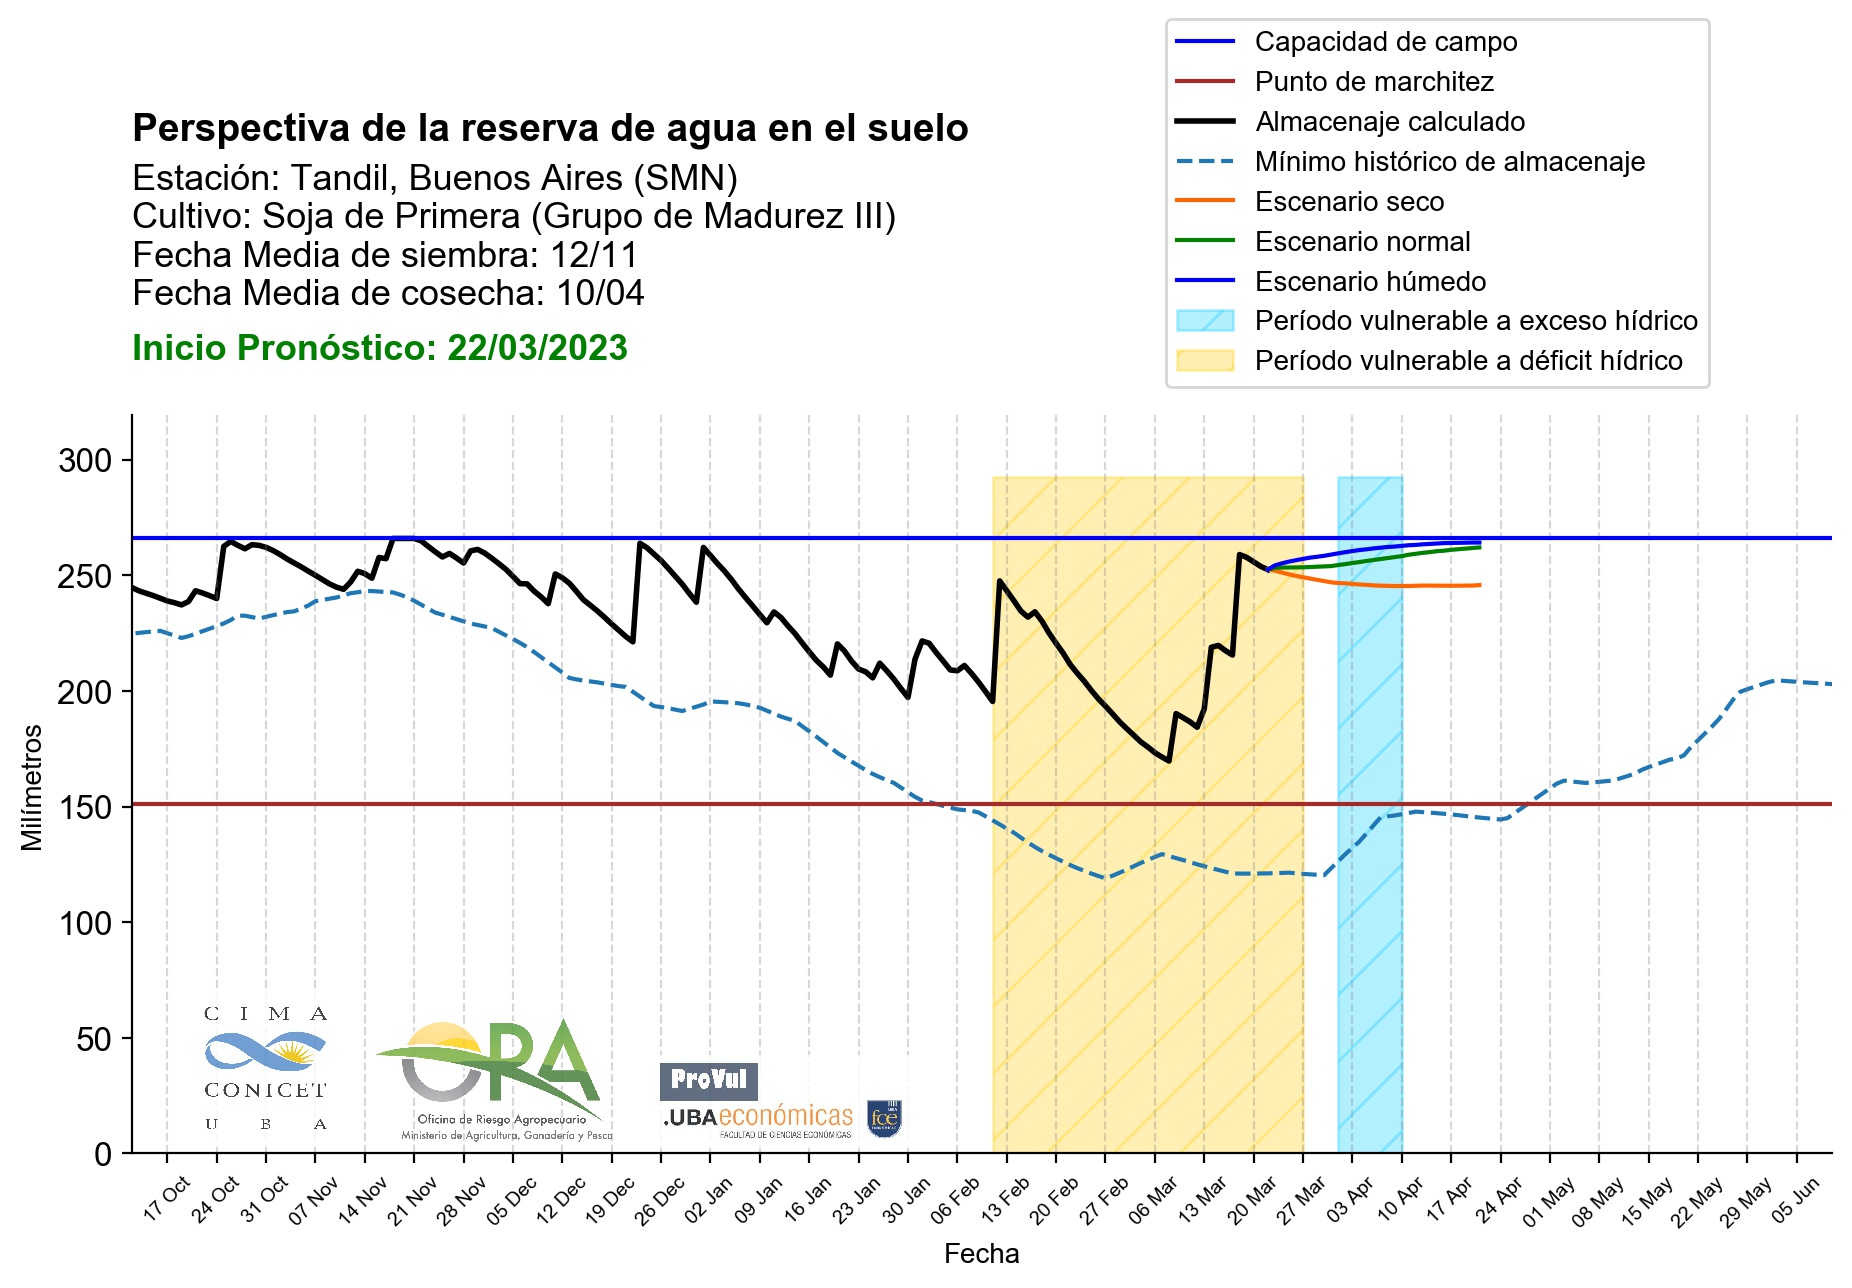 Capacidad de campo
Punto de marchitez
Almacenaje calculado
Mínimo histórico de almacenaje
Escenario seco
Escenario normal
Escenario húmedo
Período vulnerable a exceso hídrico
Período vulnerable a déficit hídrico
Perspectiva de la reserva de agua en el suelo
Estación: Tandil, Buenos Aires (SMN)
Cultivo: Soja de Primera (Grupo de Madurez III)
Fecha Media de siembra: 12/11
Fecha Media de cosecha: 10/04
Inicio Pronóstico: 22/03/2023
300
250
200
150
100
50
0
Milímetros
CIMA
CONICET
UBA
ORA
Oficina de Riesgo Agropecuario
Ministerio de Agricultura, Ganadería y Pesca
ProVul
.UBAeconómicas
FACULTAD DE CIENCIAS ECONÓMICAS
UBA
fce
ECONÓMICAS
17 Oct
24 Oct
31 Oct
07 Nov
14 Nov
21 Nov
28 Nov
05 Dec
12 Dec
19 Dec
26 Dec
02 Jan
09 Jan
16 Jan
23 Jan
30 Jan
06 Feb
13 Feb
20 Feb
27 Feb
06 Mar
13 Mar
20 Mar
27 Mar
03 Apr
10 Apr
17 Apr
24 Apr
01 May
08 May
15 May
22 May
29 May
05 Jun
Fecha